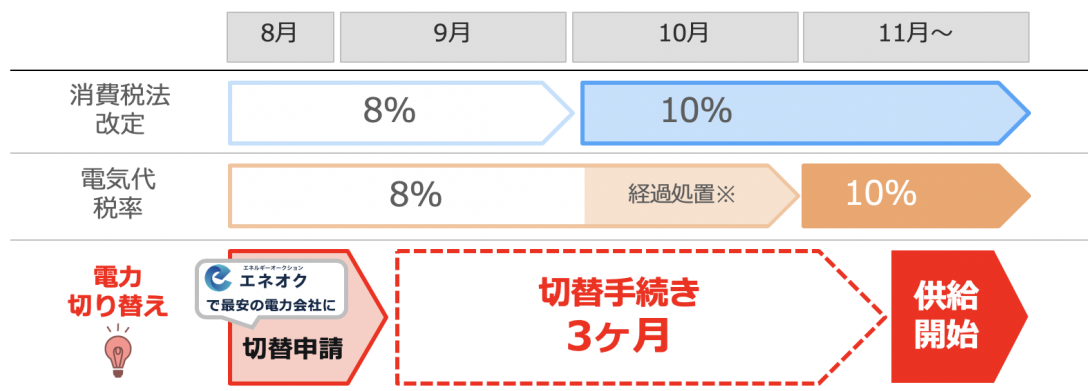 8月
9月
10月
11月～
消費税法
改定
8%
10%
電気代
税率
8%
経過処置※
10%
電力
切り替え
エネルギーオークション
エネオク
で最安の電力会社に
切替申請
切替手続き
3ヶ月
供給
開始